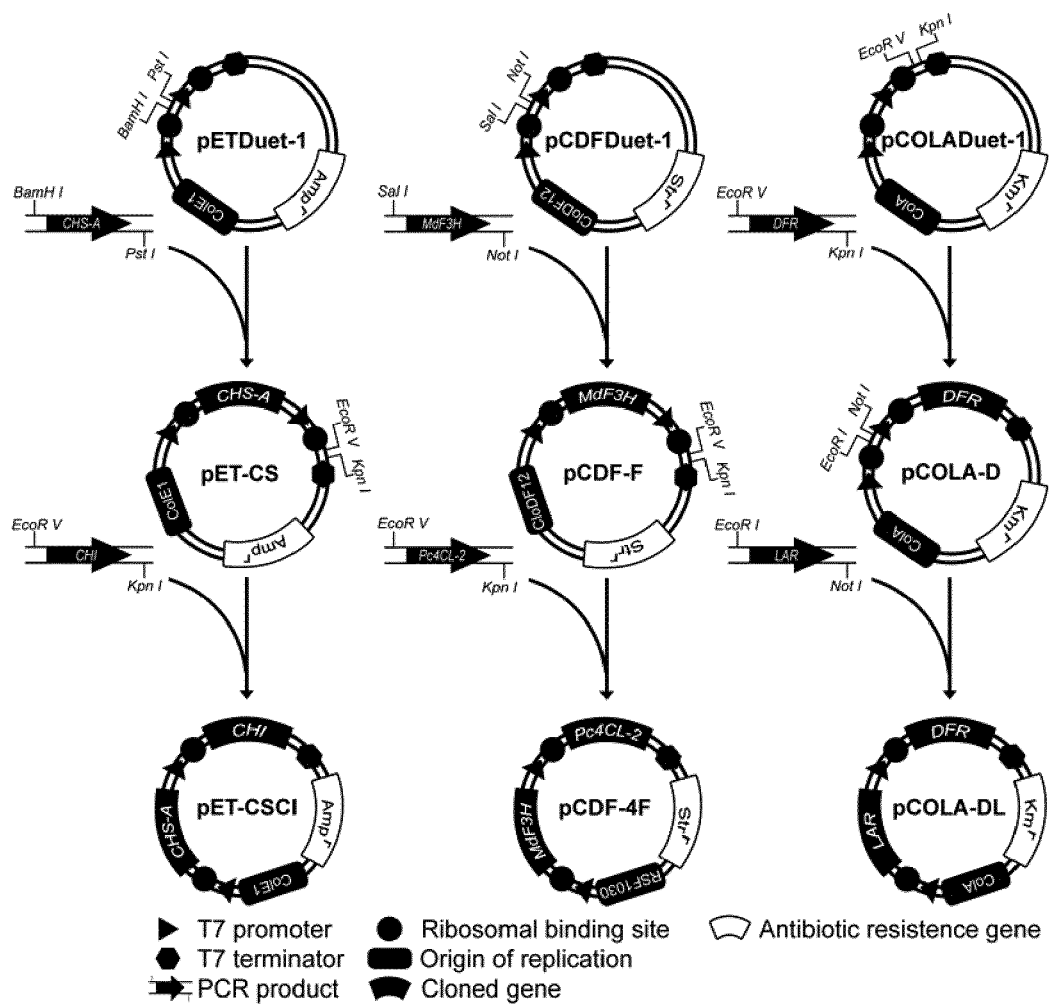 BamH I
Pst I
pETDuet-1
ColE1
Ampr
BamH I
CHS-A
Pst I
Sal I
Not I
pCDFDuet-1
CloDF12
Strr
Sal I
MdF3H
Not I
EcoR V
Kpn I
pCOLADuet-1
ColA
Kmr
EcoR V
DFR
Kpn I
CHS-A
EcoR V
Kpn I
pET-CS
ColE1
Ampr
EcoR V
CHI
Kpn I
MdF3H
EcoR V
Kpn I
pCDF-F
CloDF12
Strr
EcoR V
Pc4CL-2
Kpn I
DFR
EcoR I
Not I
pCOLA-D
ColA
Kmr
EcoR I
LAR
Not I
CHI
CHS-A
pET-CSCI
Ampr
ColE1
Pc4CL-2
MdF3H
pCDF-4F
Strr
RSF1030
DFR
LAR
pCOLA-DL
Kmr
ColA
T7 promoter
Ribosomal binding site
Antibiotic resistance gene
T7 terminator
Origin of replication
PCR product
Cloned gene